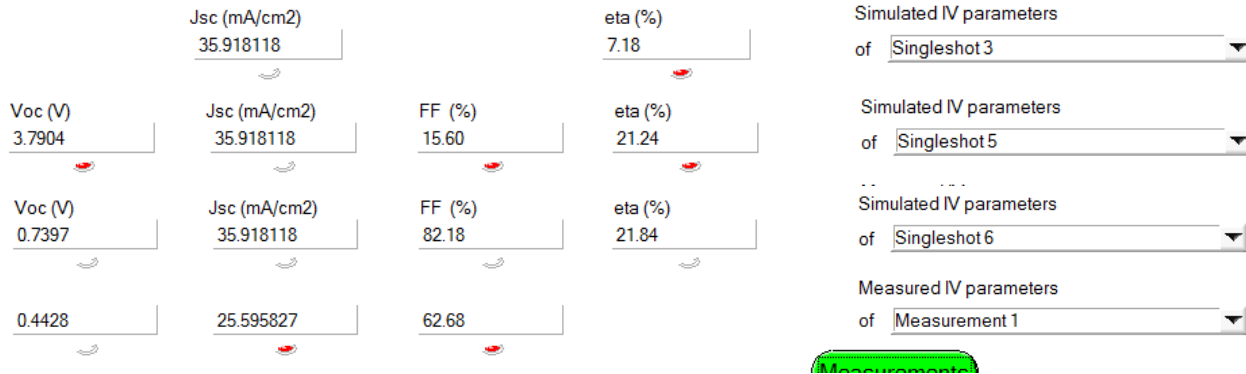 Jsc (mA/cm2) eta (%) Simulated IV parameters
35.918118 7.18 of Singleshot 3
Voc (V) Jsc (mA/cm2) FF (%) eta (%) Simulated IV parameters
3.7904 35.918118 15.60 21.24 of Singleshot 5
Voc (V) Jsc (mA/cm2) FF (%) eta (%) Simulated IV parameters
0.7397 35.918118 82.18 21.84 of Singleshot 6
Measured IV parameters
0.4428 25.595827 62.68 of Measurement 1
Measurements